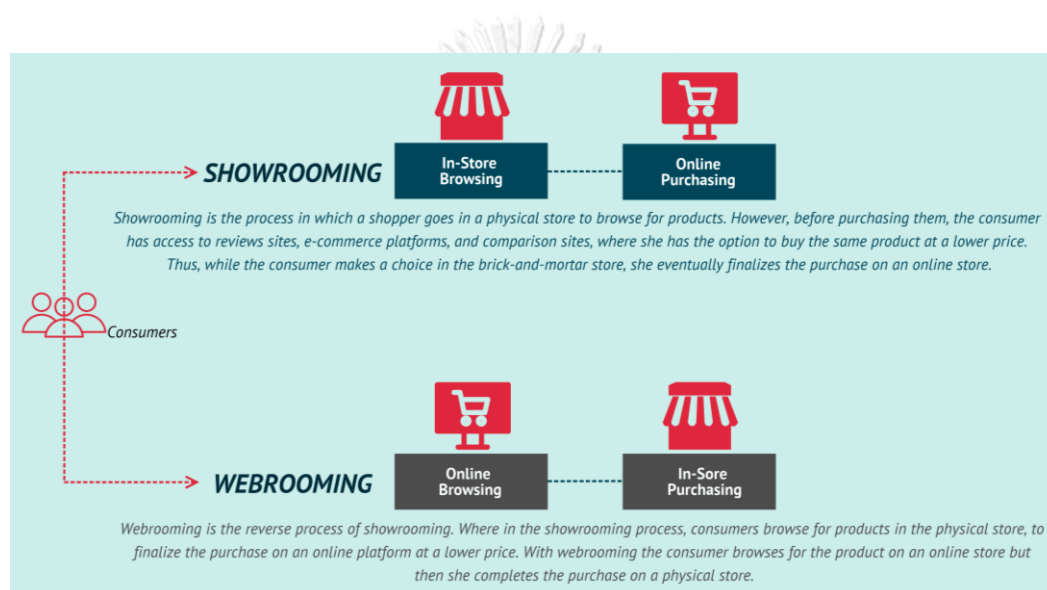 In-Store
Browsing
Online
Purchasing
SHOWROOMING
Showrooming is the process in which a shopper goes in a physical store to browse for products. However, before purchasing them, the consumer
has access to reviews sites, e-commerce platforms, and comparison sites, where she has the option to buy the same product at a lower price.
Thus, while the consumer makes a choice in the brick-and-mortar store, she eventually finalizes the purchase on an online store.
Consumers
Online
Browsing
In-Sore
Purchasing
WEBROOMING
Webrooming is the reverse process of showrooming. Where in the showrooming process, consumers browse for products in the physical store, to
finalize the purchase on an online platform at a lower price. With webrooming the consumer browses for the product on an online store but
then she completes the purchase on a physical store.